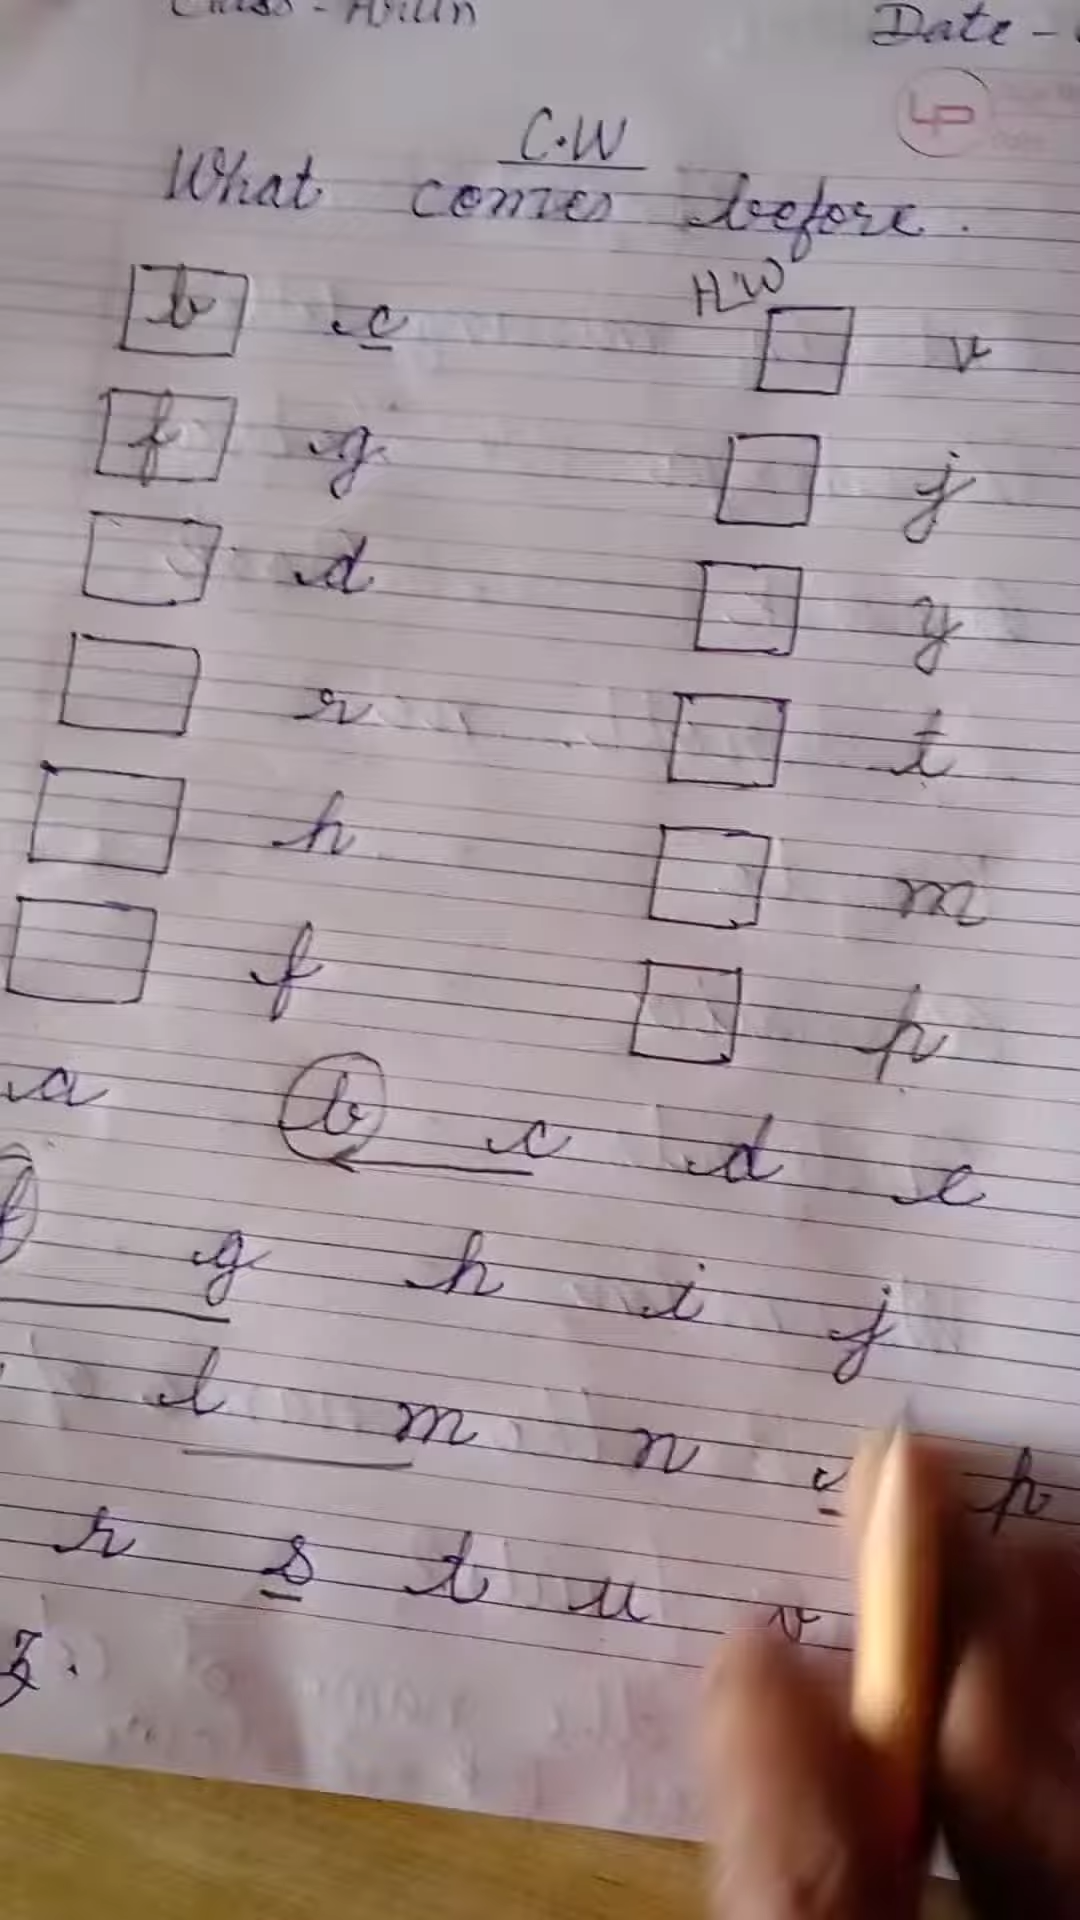 Date -
C.W
What comes before.
H.W
b c v
f g j
d y
r t
h m
f p
a b c d e
f g h i j
l m n o p
r s t u v
z.